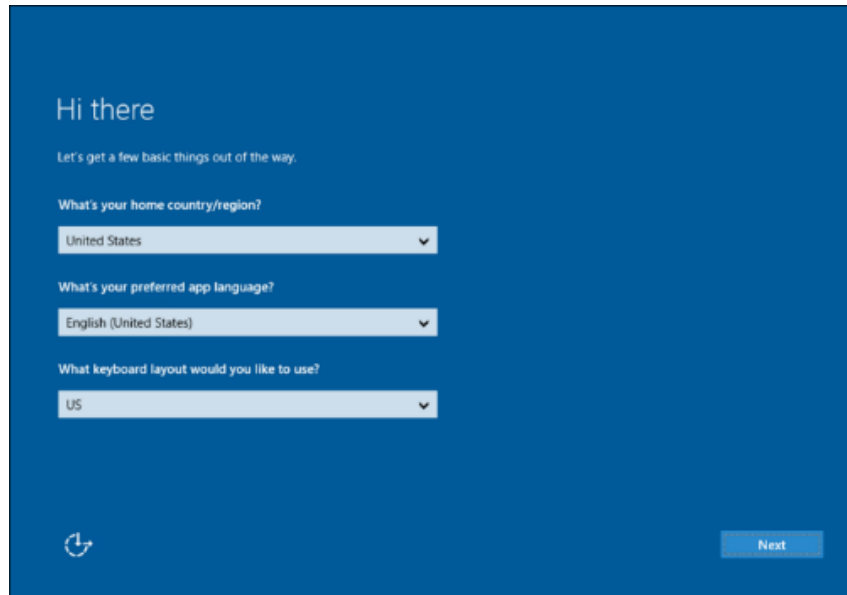 Hi there
Let's get a few basic things out of the way.
What's your home country/region?
United States
What's your preferred app language?
English (United States)
What keyboard layout would you like to use?
US
Next